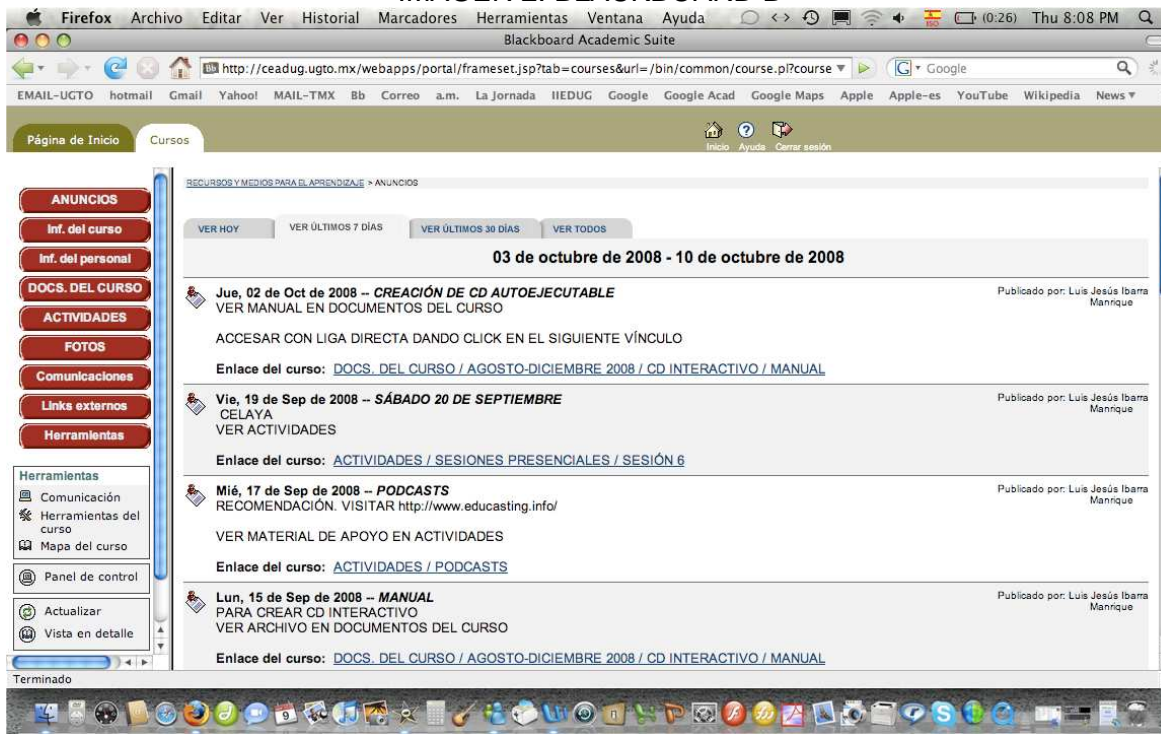 Firefox Archivo Editar Ver Historial Marcadores Herramientas Ventana Ayuda (0:26) Thu 8:08 PM
Blackboard Academic Suite
http://ceadug.ugto.mx/webapps/portal/frameset.jsp?tab=courses&url=/bin/common/course.pl?course Google
EMAIL-UGTO hotmail Gmail Yahoo! MAIL-TMX Bb Correo a.m. La Jornada IIEDUG Google Google Acad Google Maps Apple Apple-es YouTube Wikipedia News
Página de Inicio Cursos
Inicio Ayuda Cerrar sesión
RECURSOS Y MEDIOS PARA EL APRENDIZAJE > ANUNCIOS
ANUNCIOS
Inf. del curso
Inf. del personal
DOCS. DEL CURSO
ACTIVIDADES
FOTOS
Comunicaciones
Links externos
Herramientas
Herramientas
Comunicación
Herramientas del
curso
Mapa del curso
Panel de control
Actualizar
Vista en detalle
VER HOY VER ÚLTIMOS 7 DÍAS VER ÚLTIMOS 30 DÍAS VER TODOS
03 de octubre de 2008 - 10 de octubre de 2008
Jue, 02 de Oct de 2008 -- CREACIÓN DE CD AUTOEJECUTABLE
Publicado por: Luis Jesús Ibarra
Manrique
VER MANUAL EN DOCUMENTOS DEL CURSO
ACCESAR CON LIGA DIRECTA DANDO CLICK EN EL SIGUIENTE VÍNCULO
Enlace del curso: DOCS. DEL CURSO / AGOSTO-DICIEMBRE 2008 / CD INTERACTIVO / MANUAL
Vie, 19 de Sep de 2008 -- SÁBADO 20 DE SEPTIEMBRE
Publicado por: Luis Jesús Ibarra
Manrique
CELAYA
VER ACTIVIDADES
Enlace del curso: ACTIVIDADES / SESIONES PRESENCIALES / SESIÓN 6
Mié, 17 de Sep de 2008 -- PODCASTS
Publicado por: Luis Jesús Ibarra
Manrique
RECOMENDACIÓN. VISITAR http://www.educasting.info/
VER MATERIAL DE APOYO EN ACTIVIDADES
Enlace del curso: ACTIVIDADES / PODCASTS
Lun, 15 de Sep de 2008 -- MANUAL
Publicado por: Luis Jesús Ibarra
Manrique
PARA CREAR CD INTERACTIVO
VER ARCHIVO EN DOCUMENTOS DEL CURSO
Enlace del curso: DOCS. DEL CURSO / AGOSTO-DICIEMBRE 2008 / CD INTERACTIVO / MANUAL
Terminado